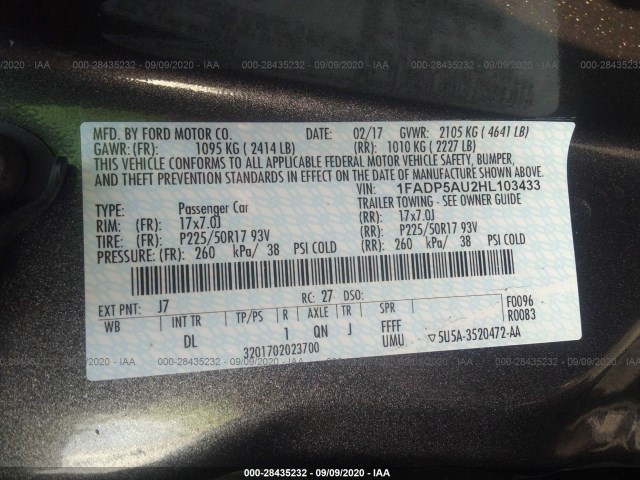 000-28435232 - 09/09/2020 - IAA
MFD. BY FORD MOTOR CO. DATE: 02/17 GVWR: 2105 KG ( 4641 LB)
GAWR: (FR): 1095 KG ( 2414 LB) (RR): 1010 KG ( 2227 LB)
THIS VEHICLE CONFORMS TO ALL APPLICABLE FEDERAL MOTOR VEHICLE SAFETY, BUMPER,
AND THEFT PREVENTION STANDARDS IN EFFECT ON THE DATE OF MANUFACTURE SHOWN ABOVE.
VIN: 1FADP5AU2HL103433
TYPE: Passenger Car TRAILER TOWING - SEE OWNER GUIDE
RIM: (FR): 17x7.0J (RR): 17x7.0J
TIRE: (FR): P225/50R17 93V (RR): P225/50R17 93V
PRESSURE: (FR): 260 kPa/ 38 PSI COLD (RR): 260 kPa/ 38 PSI COLD
EXT PNT: J7 RC: 27 DSO: F0096
WB INT TR TP/PS R AXLE TR SPR R0083
DL 1 QN J FFFF
UMU
3201702023700
▽5U5A-3520472-AA
000-28435232 - 09/09/2020 - IAA